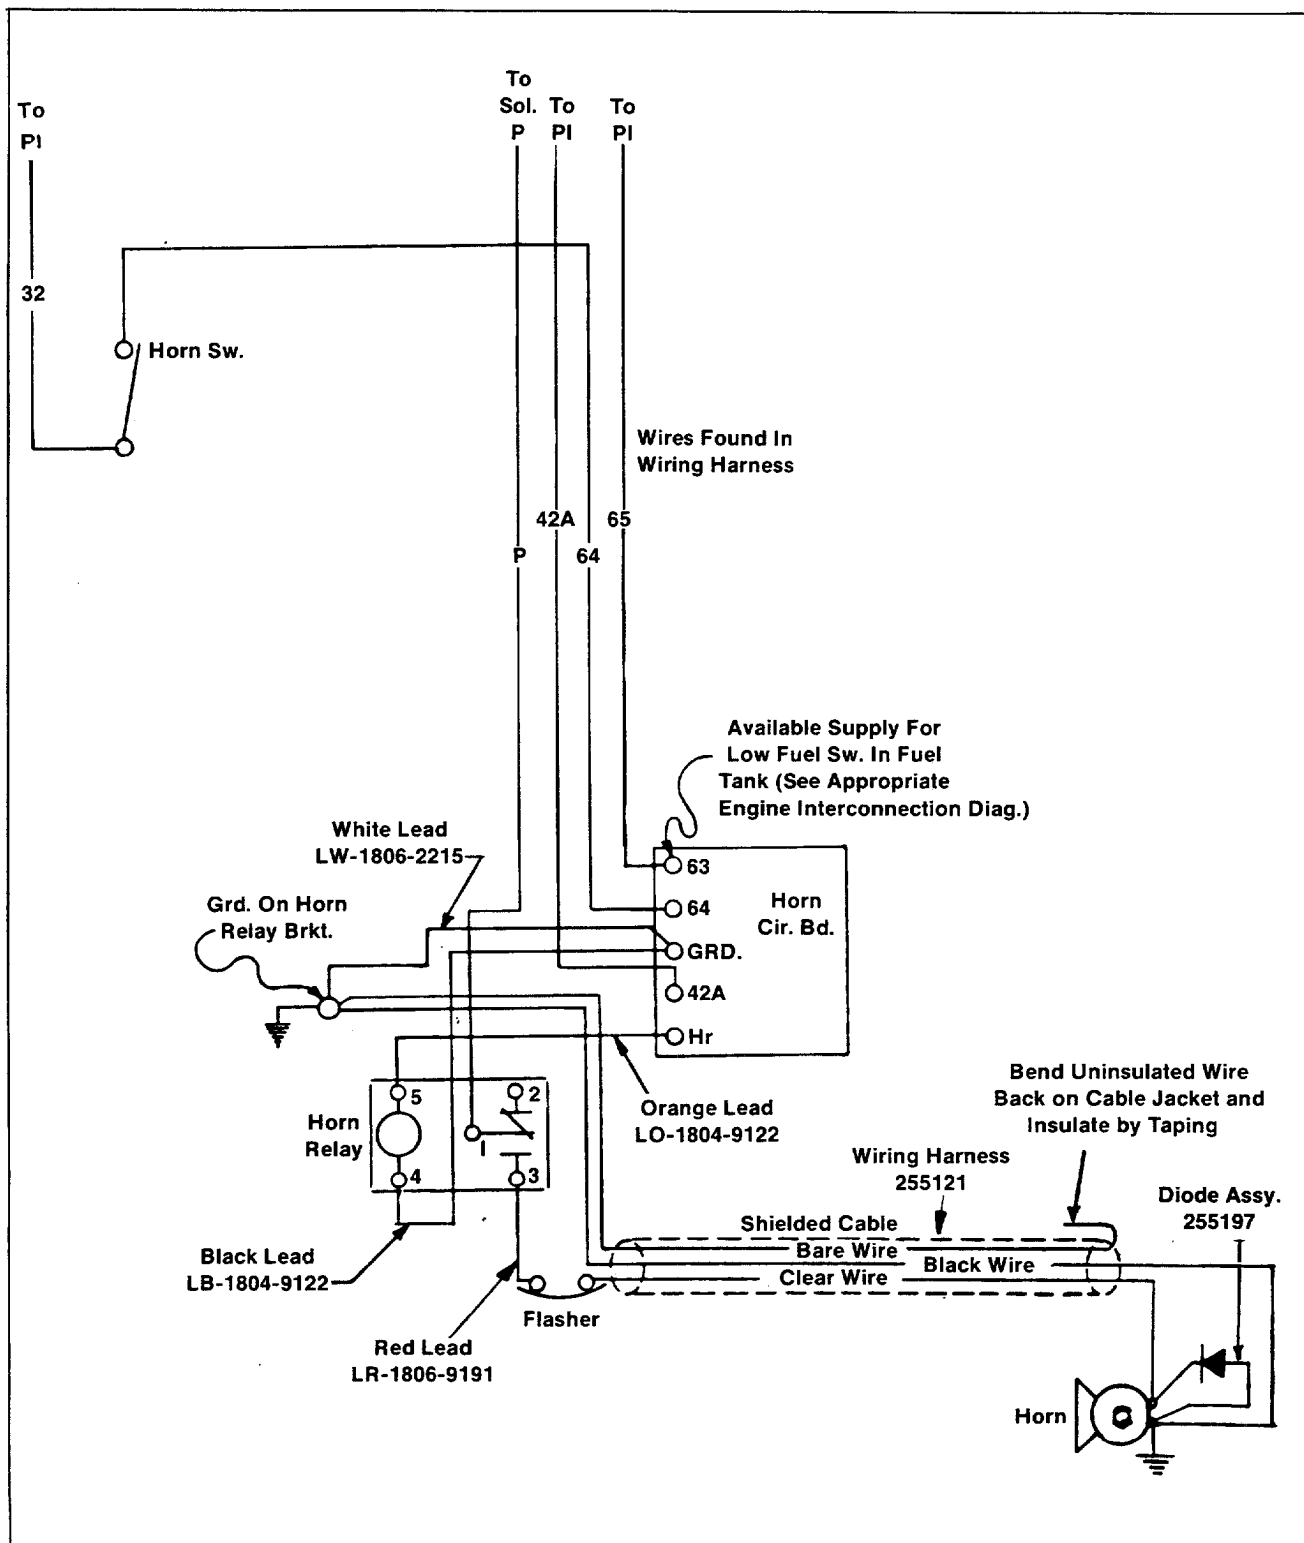 To
PI
To
Sol.
P
To
PI
To
PI
32
Horn Sw.
Wires Found In
Wiring Harness
42A
65
P
64
Available Supply For
Low Fuel Sw. In Fuel
Tank (See Appropriate
Engine Interconnection Diag.)
White Lead
LW-1806-2215
Grd. On Horn
Relay Brkt.
63
64
GRD.
42A
Hr
Horn
Cir. Bd.
Horn
Relay
5
4
2
1
3
Orange Lead
LO-1804-9122
Bend Uninsulated Wire
Back on Cable Jacket and
Insulate by Taping
Wiring Harness
255121
Diode Assy.
255197
Shielded Cable
Bare Wire
Black Wire
Clear Wire
Black Lead
LB-1804-9122
Flasher
Red Lead
LR-1806-9191
Horn